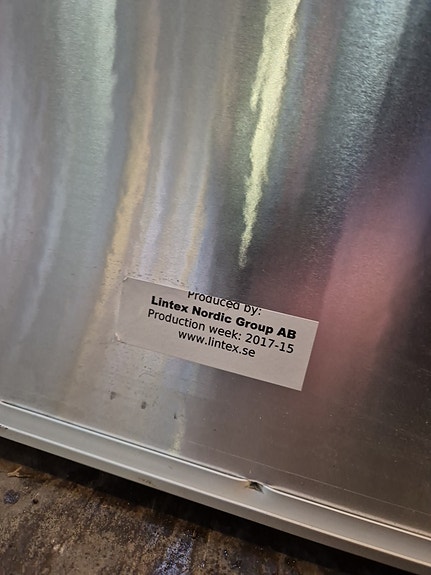 Produced by:
Lintex Nordic Group AB
Production week: 2017-15
www.lintex.se